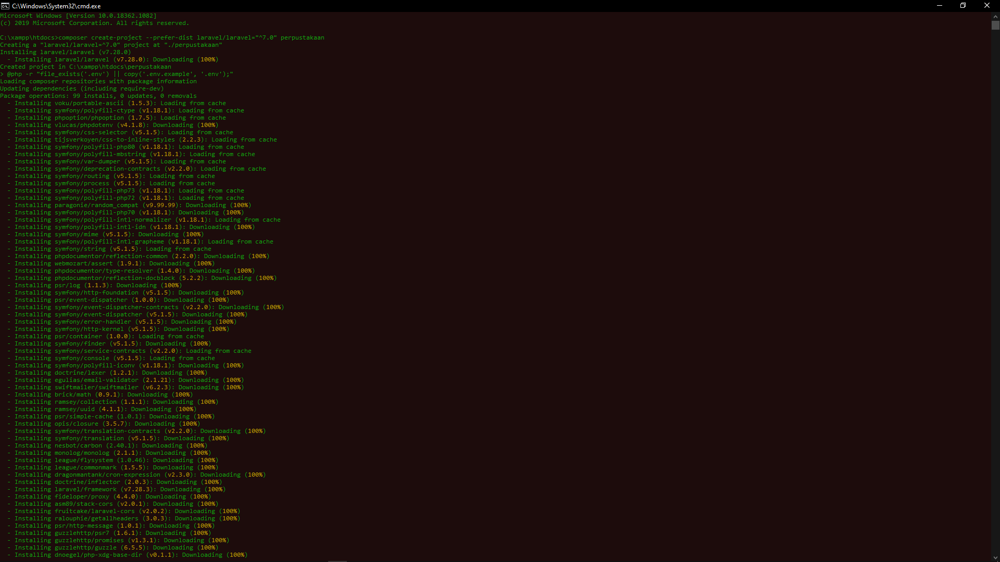 C:\Windows\System32\cmd.exe
Microsoft Windows [Version 10.0.18362.1082]
(c) 2019 Microsoft Corporation. All rights reserved.
C:\xampp\htdocs>composer create-project --prefer-dist laravel/laravel="^7.0" perpustakaan
Creating a "laravel/laravel=^7.0" project at "./perpustakaan"
Installing laravel/laravel (v7.28.0)
  - Installing laravel/laravel (v7.28.0): Downloading (100%)
Created project in C:\xampp\htdocs\perpustakaan
> @php -r "file_exists('.env') || copy('.env.example', '.env');"
Loading composer repositories with package information
Updating dependencies (including require-dev)
Package operations: 99 installs, 0 updates, 0 removals
  - Installing voku/portable-ascii (1.5.3): Loading from cache
  - Installing symfony/polyfill-ctype (v1.18.1): Loading from cache
  - Installing phpoption/phpoption (1.7.5): Loading from cache
  - Installing vlucas/phpdotenv (v4.1.8): Downloading (100%)
  - Installing symfony/css-selector (v5.1.5): Loading from cache
  - Installing tijsverkoyen/css-to-inline-styles (2.2.3): Loading from cache
  - Installing symfony/polyfill-php80 (v1.18.1): Loading from cache
  - Installing symfony/polyfill-mbstring (v1.18.1): Loading from cache
  - Installing symfony/var-dumper (v5.1.5): Loading from cache
  - Installing symfony/deprecation-contracts (v2.2.0): Loading from cache
  - Installing symfony/routing (v5.1.5): Loading from cache
  - Installing symfony/process (v5.1.5): Loading from cache
  - Installing symfony/polyfill-php73 (v1.18.1): Loading from cache
  - Installing symfony/polyfill-php72 (v1.18.1): Loading from cache
  - Installing paragonie/random_compat (v9.99.99): Downloading (100%)
  - Installing symfony/polyfill-php70 (v1.18.1): Downloading (100%)
  - Installing symfony/polyfill-intl-normalizer (v1.18.1): Loading from cache
  - Installing symfony/polyfill-intl-idn (v1.18.1): Downloading (100%)
  - Installing symfony/mime (v5.1.5): Downloading (100%)
  - Installing symfony/polyfill-intl-grapheme (v1.18.1): Loading from cache
  - Installing symfony/string (v5.1.5): Loading from cache
  - Installing phpdocumentor/reflection-common (2.2.0): Downloading (100%)
  - Installing webmozart/assert (1.9.1): Downloading (100%)
  - Installing phpdocumentor/type-resolver (1.4.0): Downloading (100%)
  - Installing phpdocumentor/reflection-docblock (5.2.2): Downloading (100%)
  - Installing psr/log (1.1.3): Downloading (100%)
  - Installing symfony/http-foundation (v5.1.5): Downloading (100%)
  - Installing psr/event-dispatcher (1.0.0): Downloading (100%)
  - Installing symfony/event-dispatcher-contracts (v2.2.0): Downloading (100%)
  - Installing symfony/event-dispatcher (v5.1.5): Downloading (100%)
  - Installing symfony/error-handler (v5.1.5): Downloading (100%)
  - Installing symfony/http-kernel (v5.1.5): Downloading (100%)
  - Installing psr/container (1.0.0): Loading from cache
  - Installing symfony/finder (v5.1.5): Downloading (100%)
  - Installing symfony/service-contracts (v2.2.0): Loading from cache
  - Installing symfony/console (v5.1.5): Loading from cache
  - Installing symfony/polyfill-iconv (v1.18.1): Downloading (100%)
  - Installing doctrine/lexer (1.2.1): Downloading (100%)
  - Installing egulias/email-validator (2.1.21): Downloading (100%)
  - Installing swiftmailer/swiftmailer (v6.2.3): Downloading (100%)
  - Installing brick/math (0.9.1): Downloading (100%)
  - Installing ramsey/collection (1.1.1): Downloading (100%)
  - Installing ramsey/uuid (4.1.1): Downloading (100%)
  - Installing psr/simple-cache (1.0.1): Downloading (100%)
  - Installing opis/closure (3.5.7): Downloading (100%)
  - Installing symfony/translation-contracts (v2.2.0): Downloading (100%)
  - Installing symfony/translation (v5.1.5): Downloading (100%)
  - Installing nesbot/carbon (2.40.1): Downloading (100%)
  - Installing monolog/monolog (2.1.1): Downloading (100%)
  - Installing league/flysystem (1.0.46): Downloading (100%)
  - Installing league/commonmark (1.5.5): Downloading (100%)
  - Installing dragonmantank/cron-expression (v2.3.0): Downloading (100%)
  - Installing doctrine/inflector (2.0.3): Downloading (100%)
  - Installing laravel/framework (v7.28.3): Downloading (100%)
  - Installing fideloper/proxy (4.4.0): Downloading (100%)
  - Installing asm89/stack-cors (v2.0.1): Downloading (100%)
  - Installing fruitcake/laravel-cors (v2.0.2): Downloading (100%)
  - Installing ralouphie/getallheaders (3.0.3): Downloading (100%)
  - Installing psr/http-message (1.0.1): Downloading (100%)
  - Installing guzzlehttp/psr7 (1.6.1): Downloading (100%)
  - Installing guzzlehttp/promises (v1.3.1): Downloading (100%)
  - Installing guzzlehttp/guzzle (6.5.5): Downloading (100%)
  - Installing dnoegel/php-xdg-base-dir (v0.1.1): Downloading (100%)